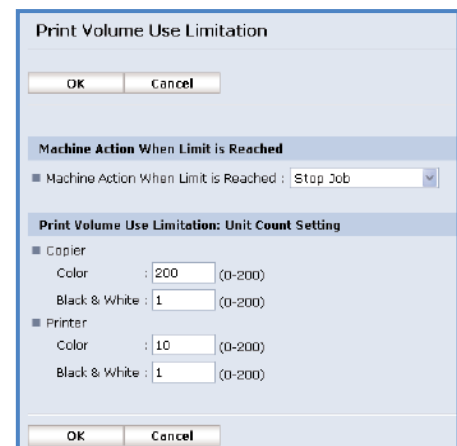 Print Volume Use Limitation
OK Cancel
Machine Action When Limit is Reached
Machine Action When Limit is Reached : Stop Job
Print Volume Use Limitation: Unit Count Setting
Copier
Color : 200 (0-200)
Black & White : 1 (0-200)
Printer
Color : 10 (0-200)
Black & White : 1 (0-200)
OK Cancel